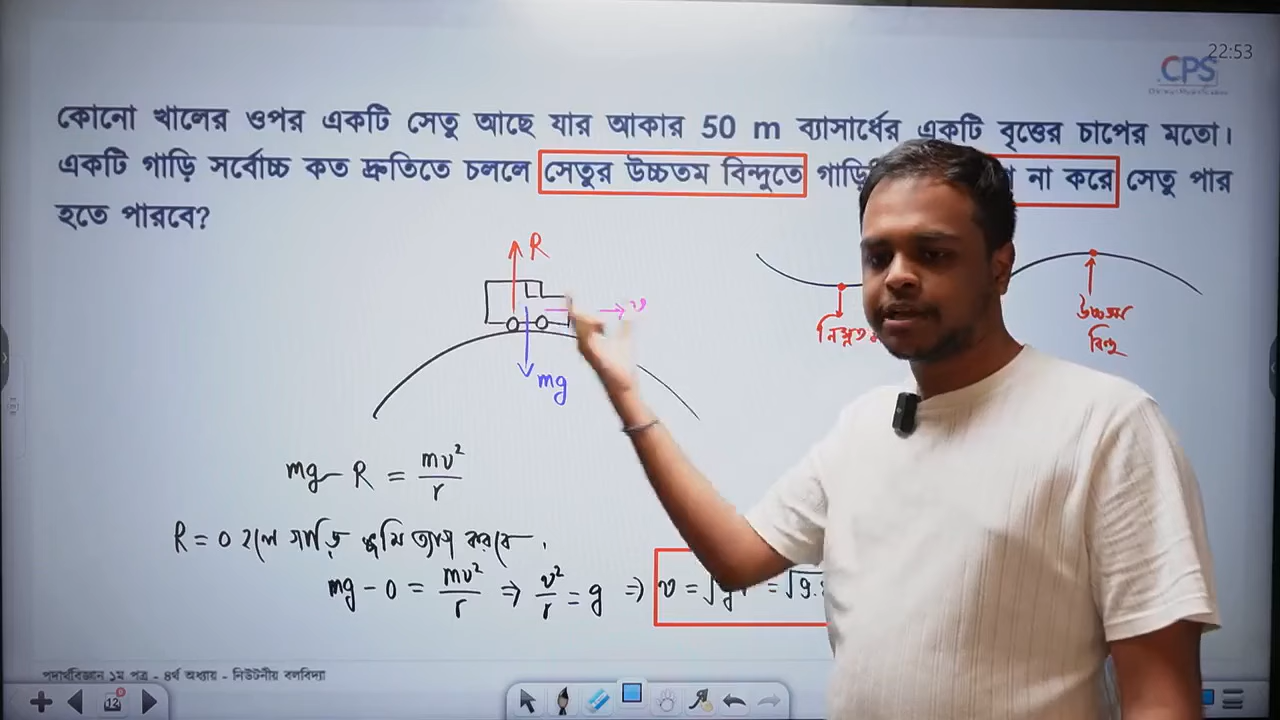 22:53
CPS
কোনো খালের ওপর একটি সেতু আছে যার আকার 50 m ব্যাসার্ধের একটি বৃত্তের চাপের মতো।
একটি গাড়ি সর্বোচ্চ কত দ্রুতিতে চললে সেতুর উচ্চতম বিন্দুতে না করে সেতু পার
হতে পারবে?
R
v
mg
উচ্চতম
বিন্দু
mg - R = mv²/r
R = 0 হলে গাড়ি ভূমি ত্যাগ করবে।
mg - 0 = mv²/r ⇒ v²/r = g ⇒ v =
পদার্থবিজ্ঞান ১ম পত্র - ৪র্থ অধ্যায় - নিউটনীয় বলবিদ্যা
12